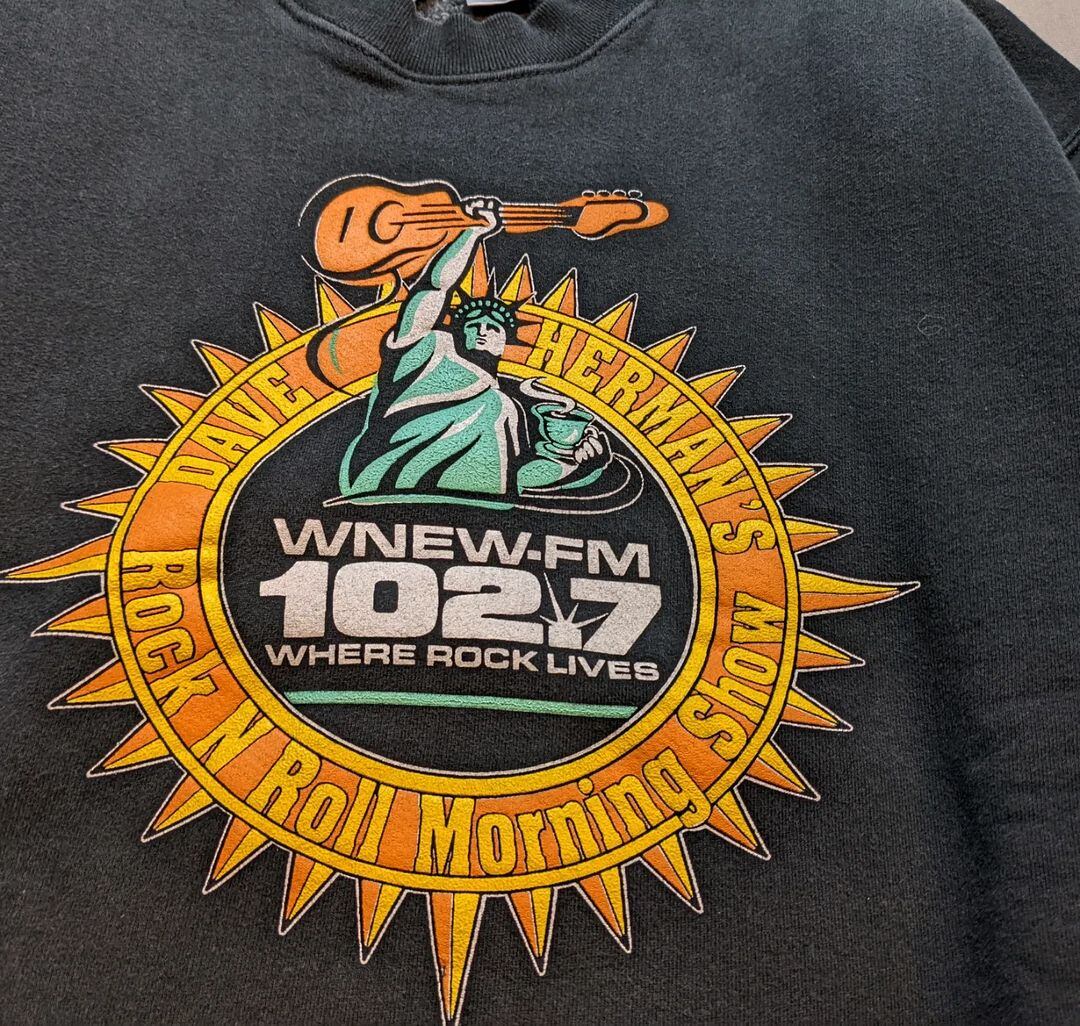 DAVE HERMAN'S
Rock N Roll Morning Show
WNEW-FM
102.7
WHERE ROCK LIVES